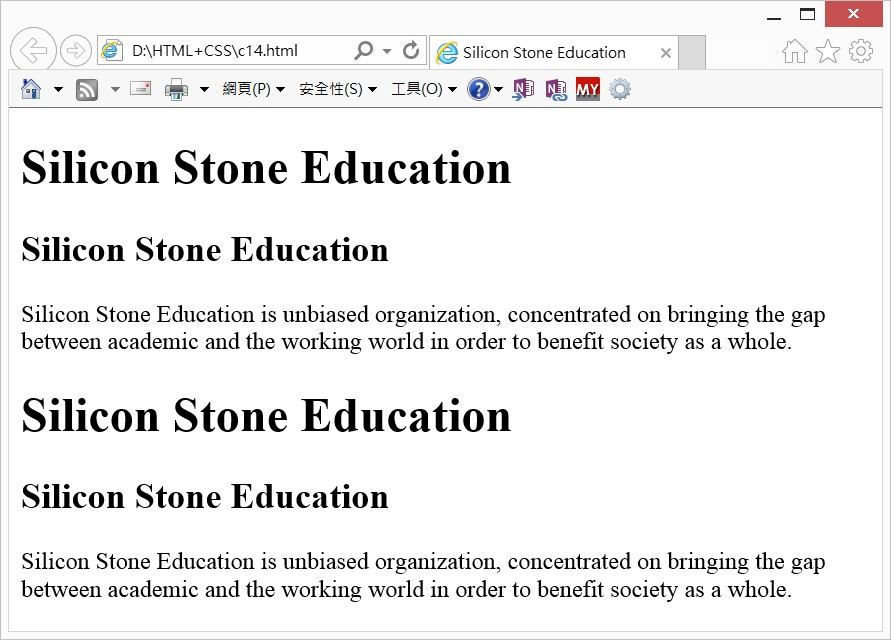 D:\HTML+CSS\c14.html
Silicon Stone Education
網頁(P)
安全性(S)
工具(O)
?
N
N
MY
Silicon Stone Education
Silicon Stone Education
Silicon Stone Education is unbiased organization, concentrated on bringing the gap
between academic and the working world in order to benefit society as a whole.
Silicon Stone Education
Silicon Stone Education
Silicon Stone Education is unbiased organization, concentrated on bringing the gap
between academic and the working world in order to benefit society as a whole.